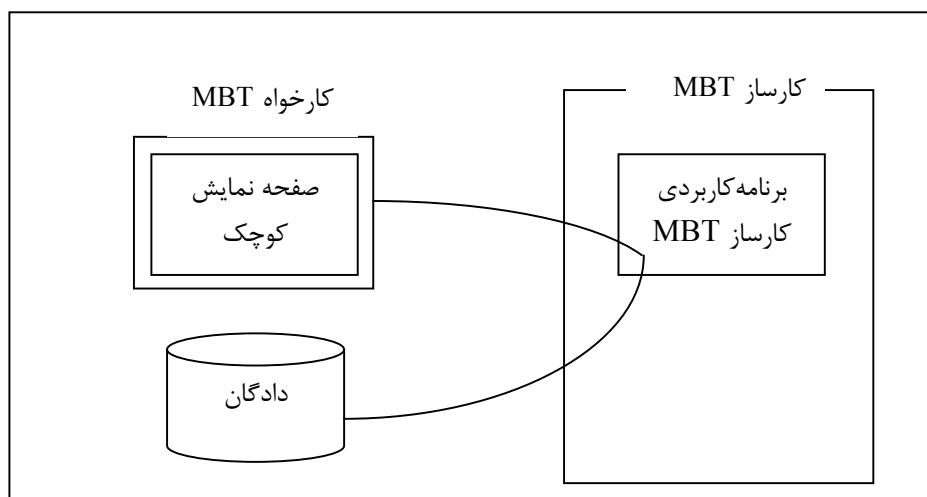 کارساز MBT
کارخواه MBT
برنامه‌کاربردی
کارساز MBT
صفحه نمایش
کوچک
دادگان